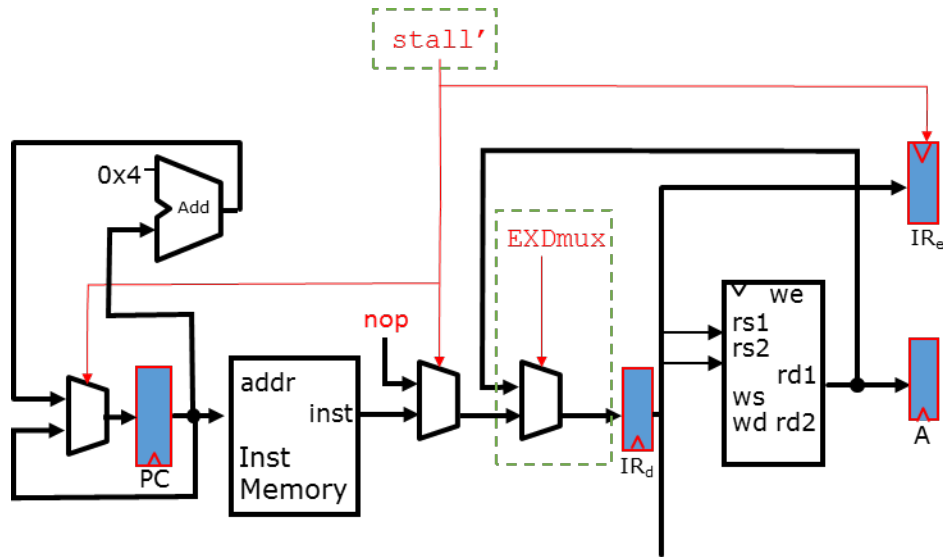 stall’
0x4
Add
EXDmux
IRe
nop
we
rs1
rs2
addr
rd1
inst
ws
wd rd2
Inst
Memory
PC
IRd
A